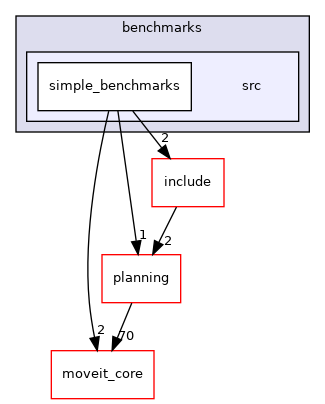 benchmarks
simple_benchmarks
src
2
include
1
2
planning
2
70
moveit_core